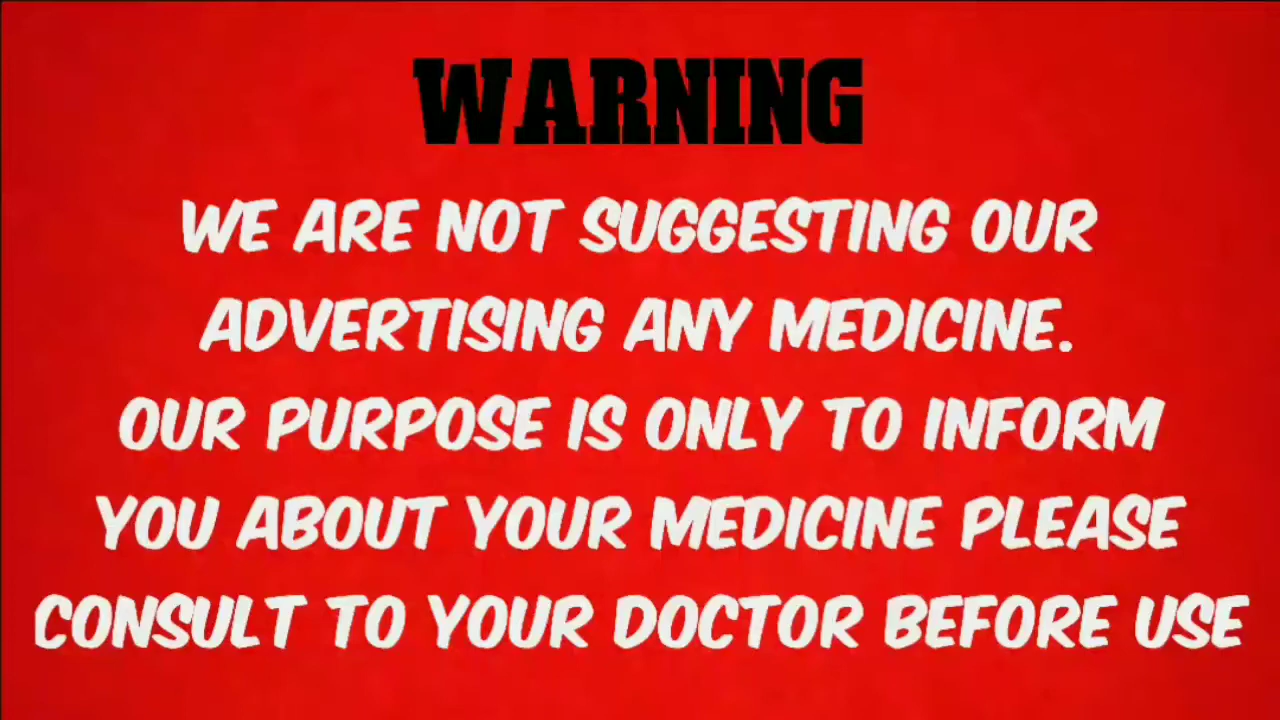 WARNING
WE ARE NOT SUGGESTING OUR
ADVERTISING ANY MEDICINE.
OUR PURPOSE IS ONLY TO INFORM
YOU ABOUT YOUR MEDICINE PLEASE
CONSULT TO YOUR DOCTOR BEFORE USE